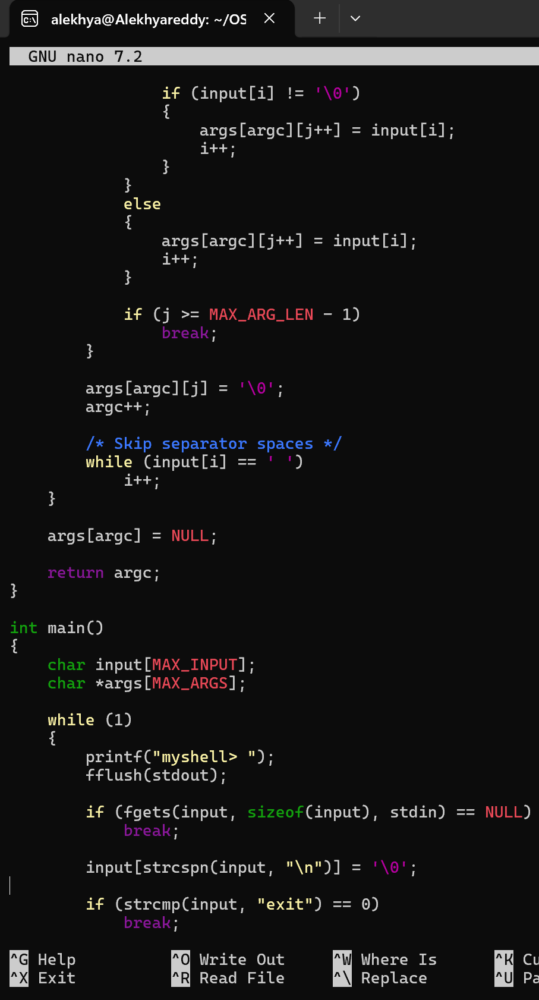 alekhya@Alekhyareddy: ~/OS
GNU nano 7.2
if (input[i] != '\0')
{
args[argc][j++] = input[i];
i++;
}
}
else
{
args[argc][j++] = input[i];
i++;
}
if (j >= MAX_ARG_LEN - 1)
break;
}
args[argc][j] = '\0';
argc++;
/* Skip separator spaces */
while (input[i] == ' ')
i++;
}
args[argc] = NULL;
return argc;
}
int main()
{
char input[MAX_INPUT];
char *args[MAX_ARGS];
while (1)
{
printf("myshell> ");
fflush(stdout);
if (fgets(input, sizeof(input), stdin) == NULL)
break;
input[strcspn(input, "\n")] = '\0';
if (strcmp(input, "exit") == 0)
break;
^G Help ^O Write Out ^W Where Is ^K Cu
^X Exit ^R Read File ^\ Replace ^U Pa